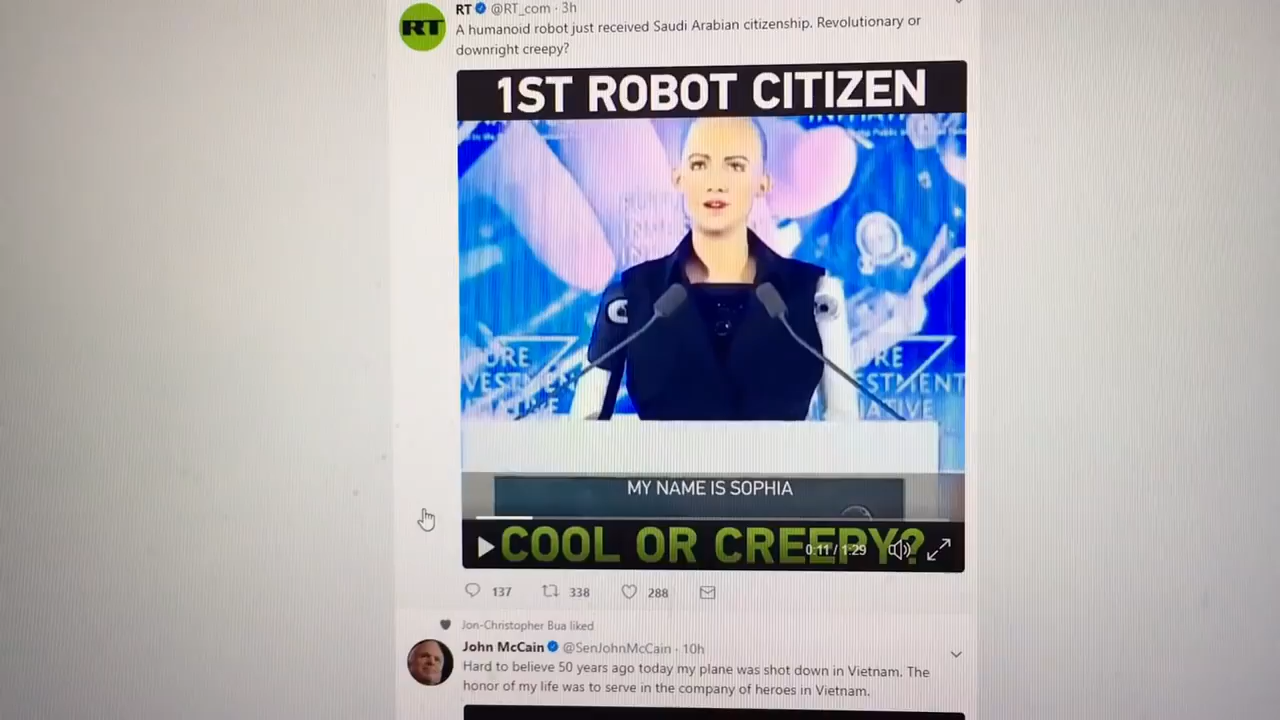 RT @RT_com · 3h
RT
A humanoid robot just received Saudi Arabian citizenship. Revolutionary or
downright creepy?
1ST ROBOT CITIZEN
MY NAME IS SOPHIA
COOL OR CREEPY?
0:11 / 1:29
137 338 288
Jon-Christopher Bua liked
John McCain @SenJohnMcCain · 10h
Hard to believe 50 years ago today my plane was shot down in Vietnam. The
honor of my life was to serve in the company of heroes in Vietnam.